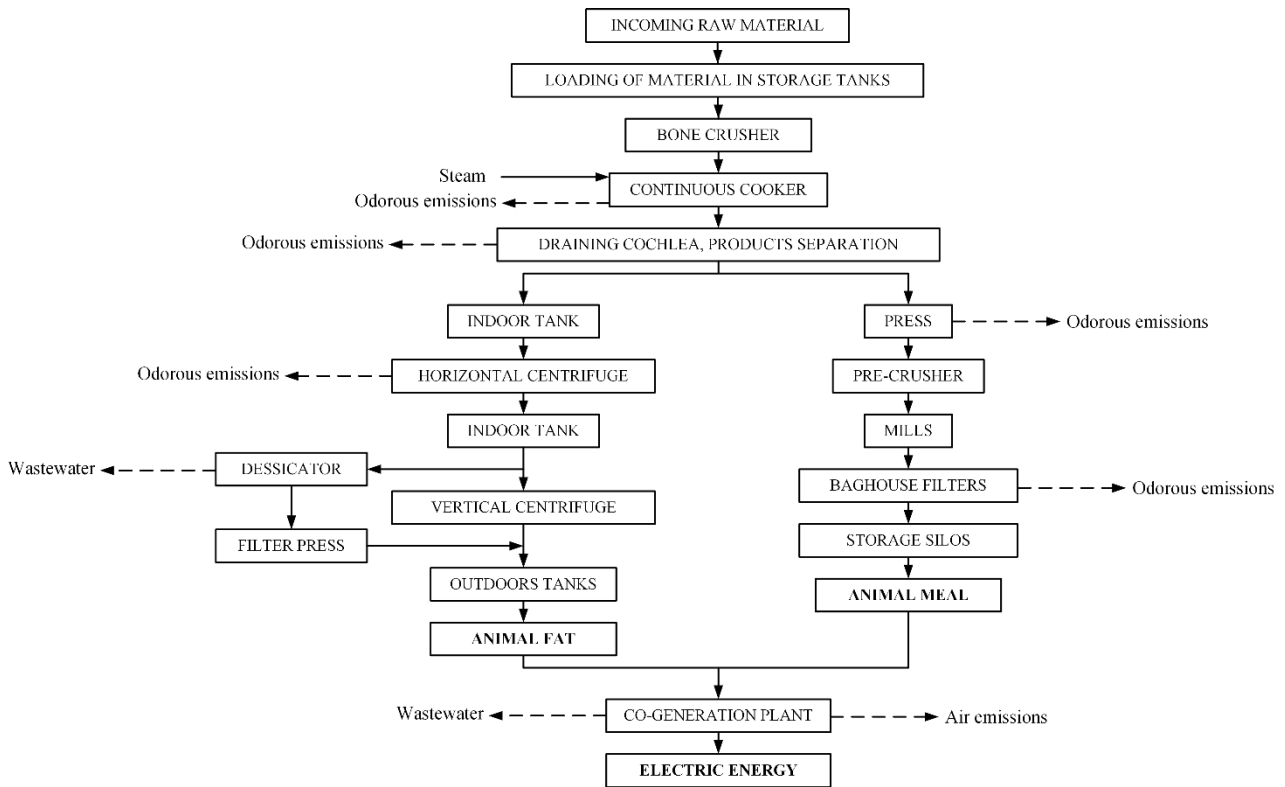 INCOMING RAW MATERIAL
LOADING OF MATERIAL IN STORAGE TANKS
BONE CRUSHER
Steam
CONTINUOUS COOKER
Odorous emissions
Odorous emissions
DRAINING COCHLEA, PRODUCTS SEPARATION
INDOOR TANK
PRESS
Odorous emissions
Odorous emissions
HORIZONTAL CENTRIFUGE
PRE-CRUSHER
INDOOR TANK
MILLS
Wastewater
DESSICATOR
BAGHOUSE FILTERS
Odorous emissions
VERTICAL CENTRIFUGE
FILTER PRESS
STORAGE SILOS
OUTDOORS TANKS
ANIMAL MEAL
ANIMAL FAT
Wastewater
CO-GENERATION PLANT
Air emissions
ELECTRIC ENERGY